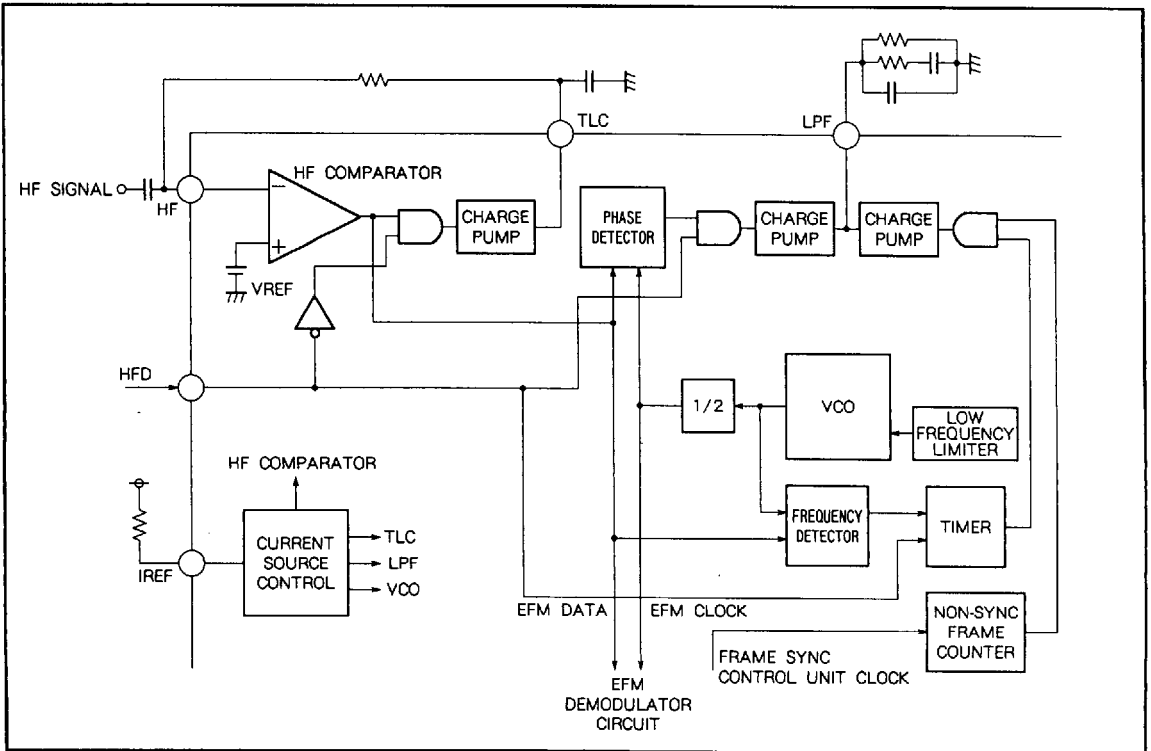 TLC
LPF
HF SIGNAL
HF
HF COMPARATOR
VREF
CHARGE
PUMP
PHASE
DETECTOR
CHARGE
PUMP
CHARGE
PUMP
HFD
1/2
VCO
LOW
FREQUENCY
LIMITER
HF COMPARATOR
IREF
CURRENT
SOURCE
CONTROL
TLC
LPF
VCO
FREQUENCY
DETECTOR
TIMER
EFM DATA
EFM CLOCK
NON-SYNC
FRAME
COUNTER
FRAME SYNC
CONTROL UNIT CLOCK
EFM
DEMODULATOR
CIRCUIT